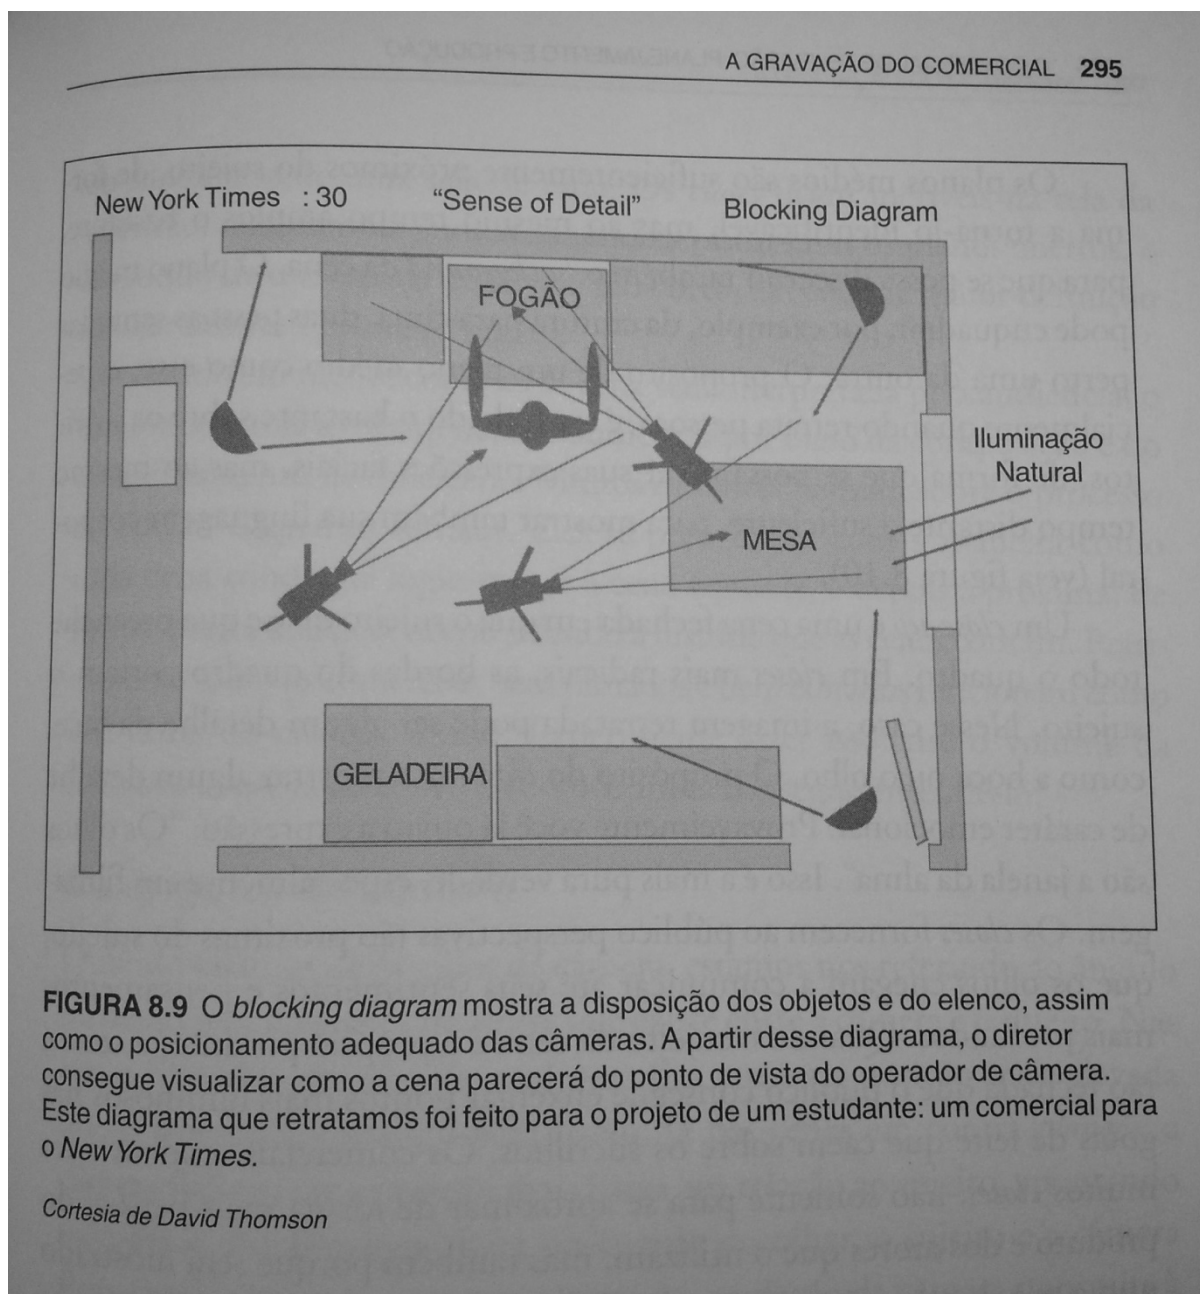 A GRAVAÇÃO DO COMERCIAL 295
New York Times : 30 "Sense of Detail" Blocking Diagram
FOGÃO
Iluminação
Natural
MESA
GELADEIRA
FIGURA 8.9 O blocking diagram mostra a disposição dos objetos e do elenco, assim
como o posicionamento adequado das câmeras. A partir desse diagrama, o diretor
consegue visualizar como a cena parecerá do ponto de vista do operador de câmera.
Este diagrama que retratamos foi feito para o projeto de um estudante: um comercial para
o New York Times.
Cortesia de David Thomson